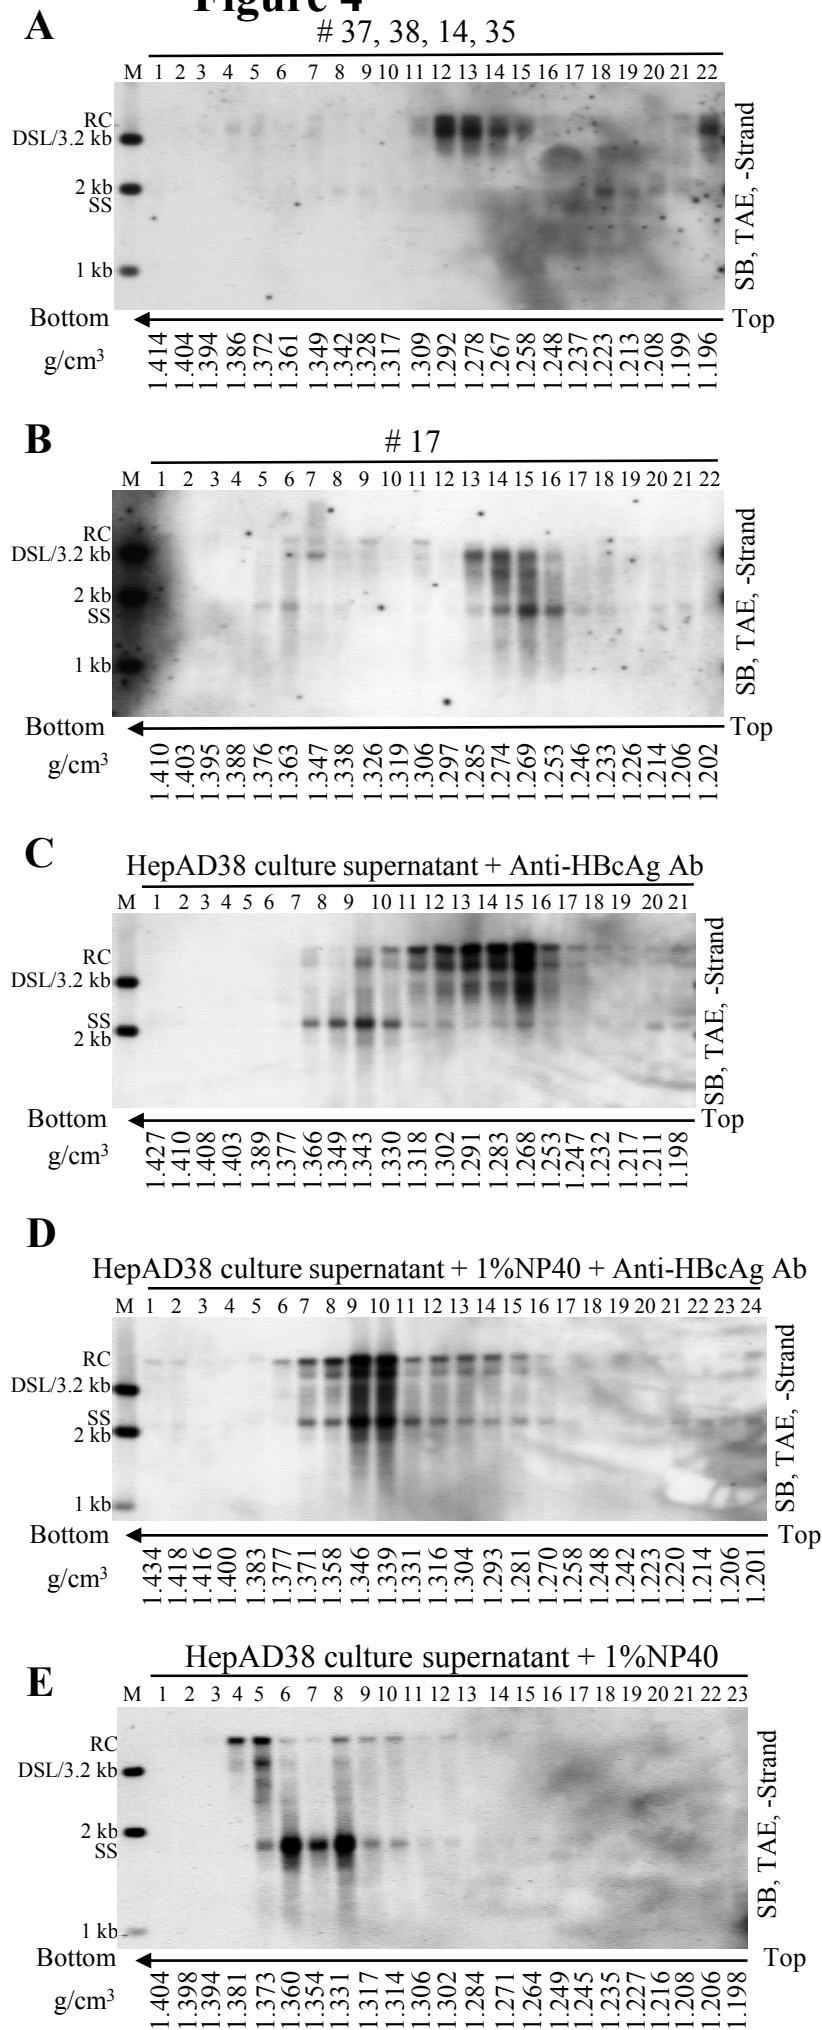 Figure 4
A
# 37, 38, 14, 35
M 1 2 3 4 5 6 7 8 9 10 11 12 13 14 15 16 17 18 19 20 21 22
RC
DSL/3.2 kb
2 kb
SS
1 kb
SB, TAE, -Strand
Bottom Top
g/cm³ 1.414 1.404 1.394 1.386 1.372 1.361 1.349 1.342 1.328 1.317 1.309 1.292 1.278 1.267 1.258 1.248 1.237 1.223 1.213 1.208 1.199 1.196
B
# 17
M 1 2 3 4 5 6 7 8 9 10 11 12 13 14 15 16 17 18 19 20 21 22
RC
DSL/3.2 kb
2 kb
SS
1 kb
SB, TAE, -Strand
Bottom Top
g/cm³ 1.410 1.403 1.395 1.388 1.376 1.363 1.347 1.338 1.326 1.319 1.306 1.297 1.285 1.274 1.269 1.253 1.246 1.233 1.226 1.214 1.206 1.202
C
HepAD38 culture supernatant + Anti-HBcAg Ab
M 1 2 3 4 5 6 7 8 9 10 11 12 13 14 15 16 17 18 19 20 21
RC
DSL/3.2 kb
SS
2 kb
SB, TAE, -Strand
Bottom Top
g/cm³ 1.427 1.410 1.408 1.403 1.389 1.377 1.366 1.349 1.343 1.330 1.318 1.302 1.291 1.283 1.268 1.253 1.247 1.232 1.217 1.211 1.198
D
HepAD38 culture supernatant + 1%NP40 + Anti-HBcAg Ab
M 1 2 3 4 5 6 7 8 9 10 11 12 13 14 15 16 17 18 19 20 21 22 23 24
RC
DSL/3.2 kb
SS
2 kb
1 kb
SB, TAE, -Strand
Bottom Top
g/cm³ 1.434 1.418 1.416 1.400 1.383 1.377 1.371 1.358 1.346 1.339 1.331 1.316 1.304 1.293 1.281 1.270 1.258 1.248 1.242 1.223 1.220 1.214 1.206 1.201
E
HepAD38 culture supernatant + 1%NP40
M 1 2 3 4 5 6 7 8 9 10 11 12 13 14 15 16 17 18 19 20 21 22 23
RC
DSL/3.2 kb
2 kb
SS
1 kb
SB, TAE, -Strand
Bottom Top
g/cm³ 1.404 1.398 1.394 1.381 1.373 1.360 1.354 1.331 1.317 1.314 1.306 1.302 1.284 1.271 1.264 1.249 1.245 1.235 1.227 1.216 1.208 1.206 1.198